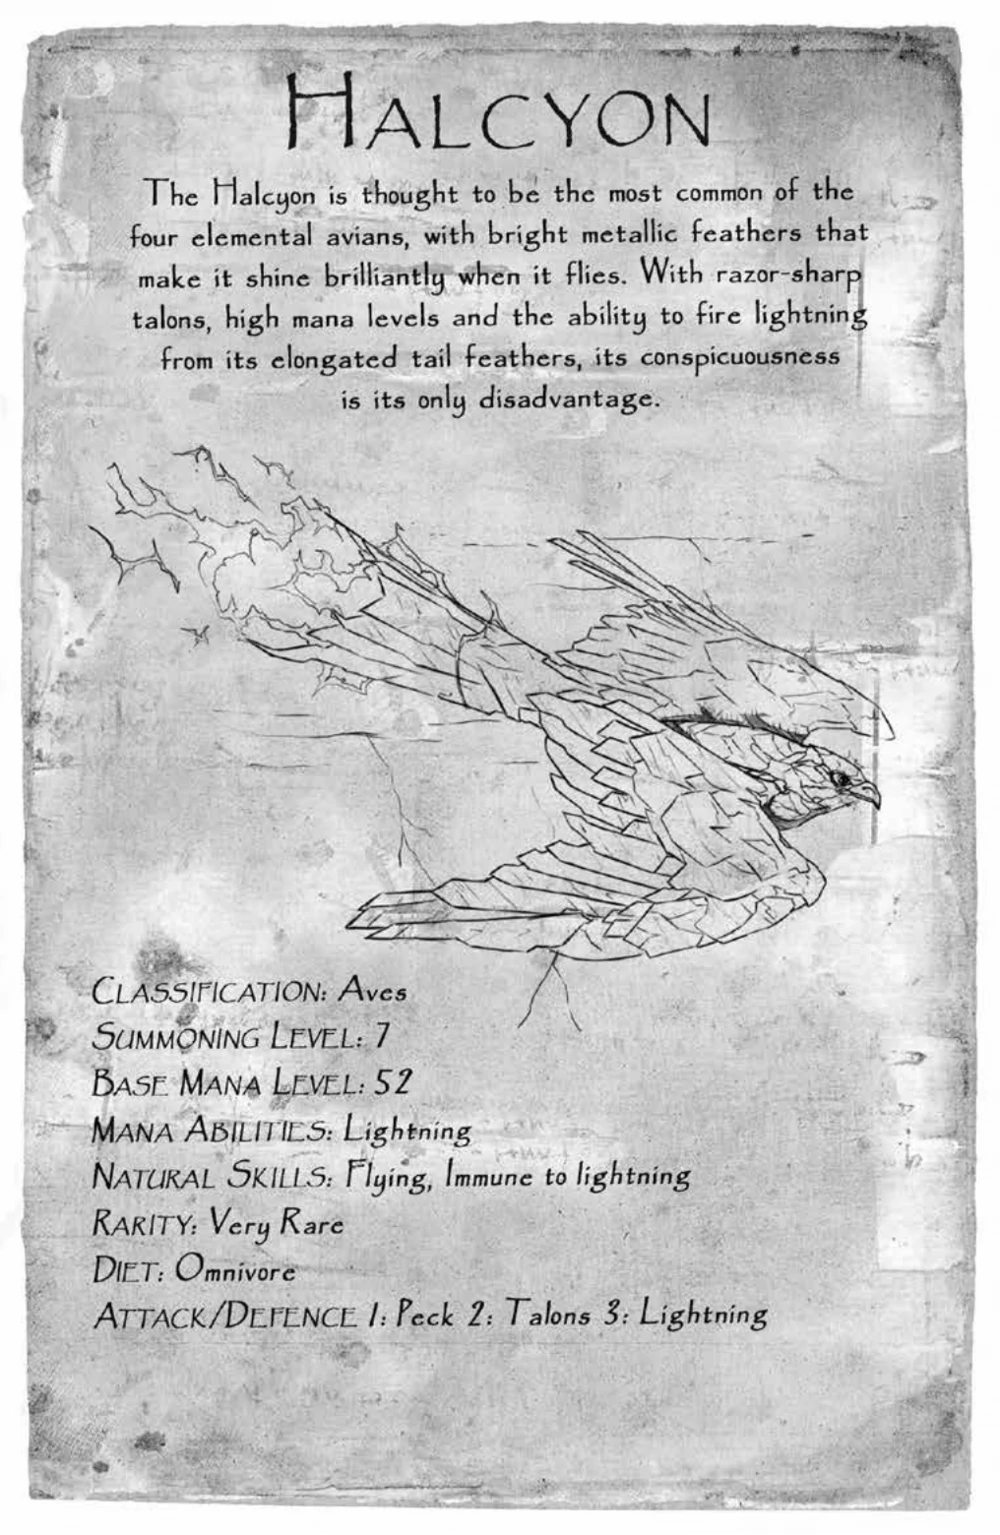 HALCYON
The Halcyon is thought to be the most common of the
four elemental avians, with bright metallic feathers that
make it shine brilliantly when it flies. With razor-sharp
talons, high mana levels and the ability to fire lightning
from its elongated tail feathers, its conspicuousness
is its only disadvantage.
CLASSIFICATION: Aves
SUMMONING LEVEL: 7
BASE MANA LEVEL: 52
MANA ABILITIES: Lightning
NATURAL SKILLS: Flying, Immune to lightning
RARITY: Very Rare
DIET: Omnivore
ATTACK/DEFENCE 1: Peck 2: Talons 3: Lightning